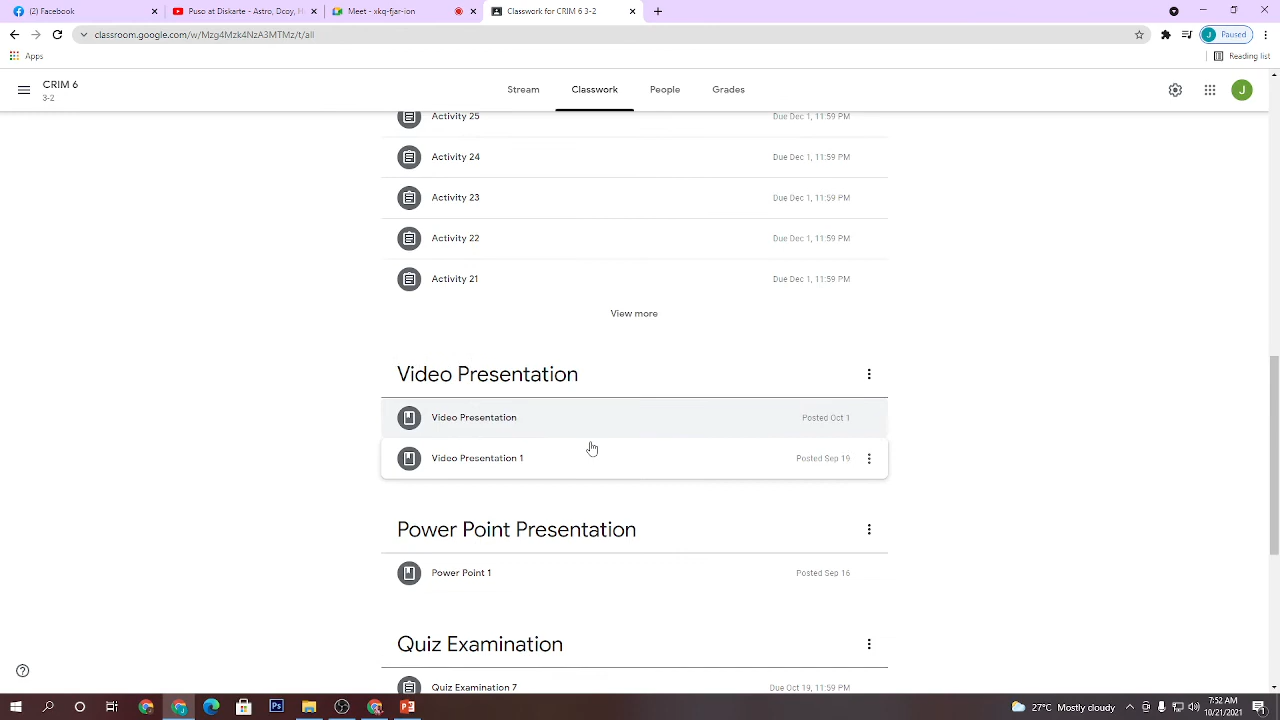 (2) Facebook
Puso at Diskarte - Astro, Dcoy, H
Meet - xkq-fjar-ion
Classwork for CRIM 6 3-2
classroom.google.com/w/Mzg4Mzk4NzA3MTMz/t/all
J Paused
Apps
Reading list
CRIM 6
3-2
Stream
Classwork
People
Grades
J
Activity 25
Due Dec 1, 11:59 PM
Activity 24
Due Dec 1, 11:59 PM
Activity 23
Due Dec 1, 11:59 PM
Activity 22
Due Dec 1, 11:59 PM
Activity 21
Due Dec 1, 11:59 PM
View more
Video Presentation
Video Presentation
Posted Oct 1
Video Presentation 1
Posted Sep 19
Power Point Presentation
Power Point 1
Posted Sep 16
Quiz Examination
Quiz Examination 7
Due Oct 19, 11:59 PM
22°C Mostly cloudy
7:52 AM
10/21/2021